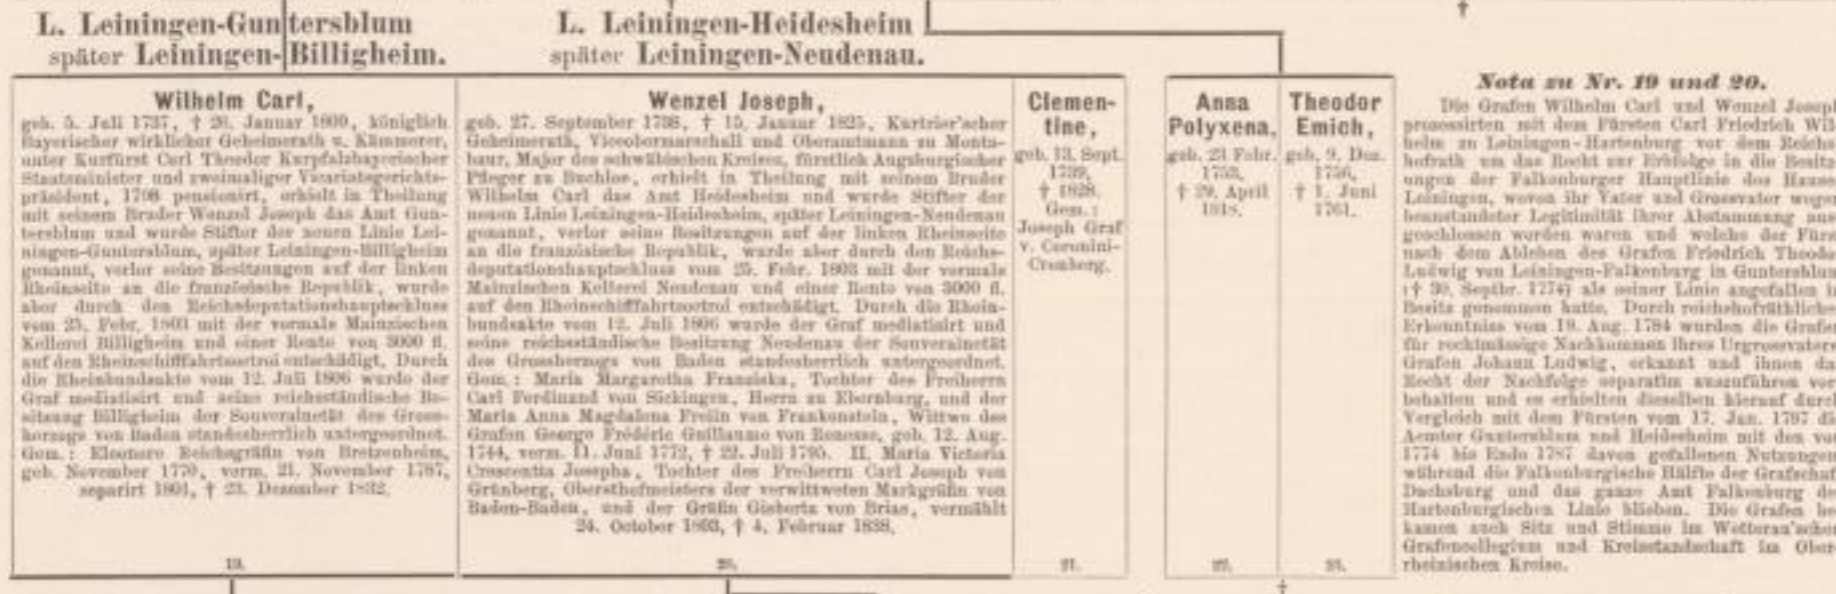 L. Leiningen-Guntersblum
später Leiningen-Billigheim.
L. Leiningen-Heidesheim
später Leiningen-Neudenau.
†
Wilhelm Carl,
geb. 5. Juli 1737, † 26. Januar 1809, königlich
Bayerischer wirklicher Geheimerath u. Kämmerer,
unter Kurfürst Carl Theodor Kurpfalzbayerischer
Staatsminister und zweimaliger Vicariatsgerichts-
präsident, 1798 pensionirt, erhielt in Theilung
mit seinem Bruder Wenzel Joseph das Amt Gun-
tersblum und wurde Stifter der neuen Linie Lei-
ningen-Guntersblum, später Leiningen-Billigheim
genannt, verlor seine Besitzungen auf der linken
Rheinseite an die französische Republik, wurde
aber durch den Reichsdeputationshauptschluss
vom 25. Febr. 1803 mit der vormals Mainzischen
Kellerei Billigheim und einer Rente von 3000 fl.
auf den Rheinschifffahrtsoctroi entschädigt. Durch
die Rheinbundsakte vom 12. Juli 1806 wurde der
Graf mediatisirt und seine reichsständische Be-
sitzung Billigheim der Souverainetät des Gross-
herzogs von Baden standesherrlich untergeordnet.
Gem.: Eleonore Reichsgräfin von Bretzenheim,
geb. November 1770, verm. 21. November 1787,
separirt 1801, † 23. Dezember 1832.
19.
Wenzel Joseph,
geb. 27. September 1738, † 15. Januar 1825, Kurtrier'scher
Geheimerath, Viceobermarschall und Oberamtmann zu Monta-
baur, Major des schwäbischen Kreises, fürstlich Augsburgischer
Pfleger zu Buchloe, erhielt in Theilung mit seinem Bruder
Wilhelm Carl das Amt Heidesheim und wurde Stifter der
neuen Linie Leiningen-Heidesheim, später Leiningen-Neudenau
genannt, verlor seine Besitzungen auf der linken Rheinseite
an die französische Republik, wurde aber durch den Reichs-
deputationshauptschluss vom 25. Febr. 1803 mit der vormals
Mainzischen Kellerei Neudenau und einer Rente von 3000 fl.
auf den Rheinschifffahrtsoctroi entschädigt. Durch die Rhein-
bundsakte vom 12. Juli 1806 wurde der Graf mediatisirt und
seine reichsständische Besitzung Neudenau der Souverainetät
des Grossherzogs von Baden standesherrlich untergeordnet.
Gem.: Maria Margaretha Franziska, Tochter des Freiherrn
Carl Ferdinand von Sickingen, Herrn zu Ebernburg, und der
Maria Anna Magdalena Freiin von Frankenstein, Wittwe des
Grafen George Frédéric Guillaume von Renesse, geb. 12. Aug.
1744, verm. 11. Juni 1772, † 22. Juli 1795. II. Maria Victoria
Crescentia Josepha, Tochter des Freiherrn Carl Joseph von
Grünberg, Obersthofmeisters der verwittweten Markgräfin von
Baden-Baden, und der Gräfin Gisberta von Brias, vermählt
24. October 1803, † 4. Februar 1838.
20.
Clemen-
tine,
geb. 13. Sept.
1739,
† 1828.
Gem.:
Joseph Graf
v. Coronini-
Cronberg.
21.
Anna
Polyxena,
geb. 23 Febr.
1753,
† 29. April
1818.
22.
Theodor
Emich,
geb. 9. Dez.
1756,
† 1. Juni
1761.
23.
†
Nota zu Nr. 19 und 20.
Die Grafen Wilhelm Carl und Wenzel Joseph
prozessirten mit dem Fürsten Carl Friedrich Wil
helm zu Leiningen-Hartenburg vor dem Reichs
hofrath um das Recht zur Erbfolge in die Besitz
ungen der Falkenburger Hauptlinie des Hauses
Leiningen, wovon ihr Vater und Grossvater wegen
beanstandeter Legitimität ihrer Abstammung aus
geschlossen worden waren und welche der Fürst
nach dem Ableben des Grafen Friedrich Theodor
Ludwig von Leiningen-Falkenburg in Guntersblum
(† 30. Septbr. 1774) als seiner Linie angefallen in
Besitz genommen hatte. Durch reichshofräthliches
Erkenntniss vom 19. Aug. 1784 wurden die Grafen
für rechtmässige Nachkommen ihres Urgrossvaters
Grafen Johann Ludwig, erkannt und ihnen da
Recht der Nachfolge separatim auszuführen vor
behalten und es erhielten dieselben hierauf durch
Vergleich mit dem Fürsten vom 17. Jan. 1787 die
Aemter Guntersblum und Heidesheim mit den von
1774 bis Ende 1787 davon gefallenen Nutzungen
während die Falkenburgische Hälfte der Grafschaft
Dachsburg und das ganze Amt Falkenburg der
Hartenburgischen Linie blieben. Die Grafen be
kamen auch Sitz und Stimme im Wetterau'schen
Grafencollegium und Kreisstandschaft im Ober
rheinischen Kreise.